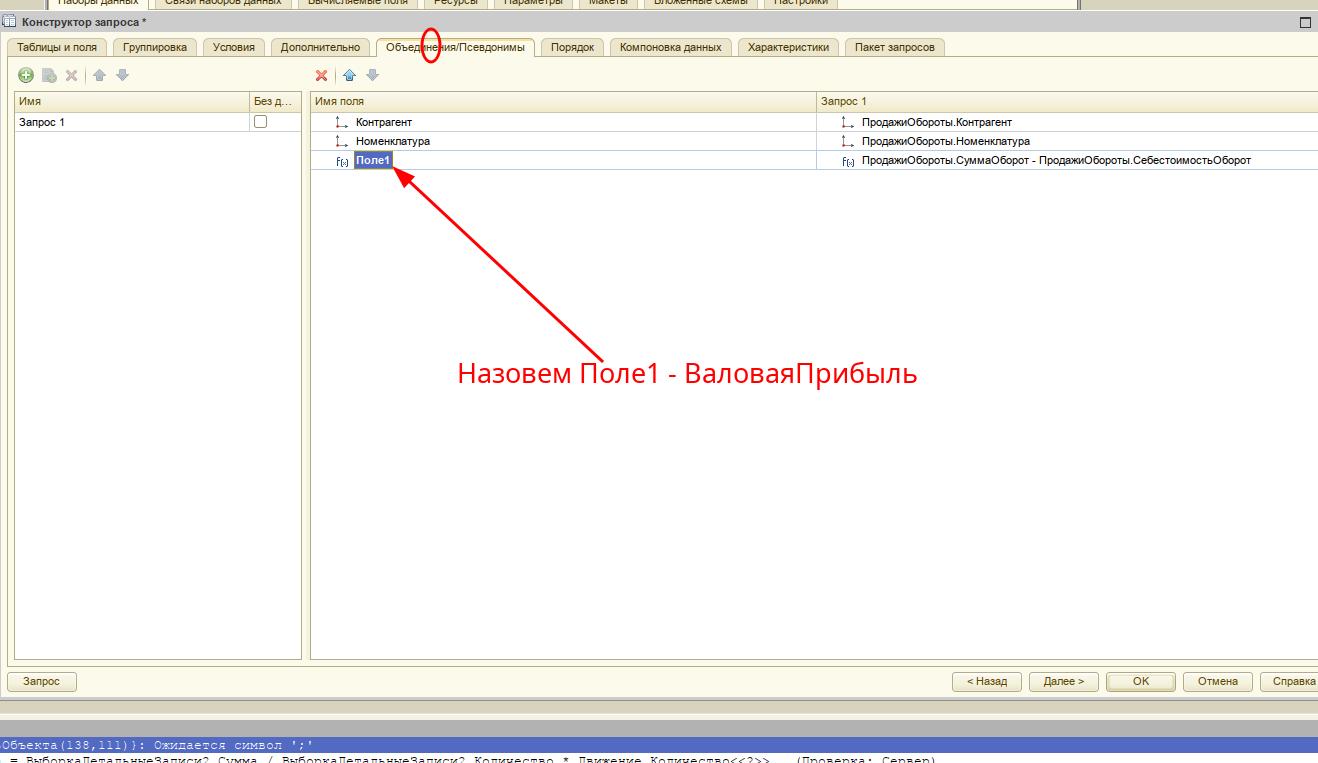 Наборы данных Связи наборов данных Вычисляемые поля Ресурсы Параметры Макеты Вложенные схемы Настройки
Конструктор запроса *
Таблицы и поля Группировка Условия Дополнительно Объединения/Псевдонимы Порядок Компоновка данных Характеристики Пакет запросов
Имя Без д... Имя поля Запрос 1
Запрос 1 Контрагент ПродажиОбороты.Контрагент
Номенклатура ПродажиОбороты.Номенклатура
Поле1 ПродажиОбороты.СуммаОборот - ПродажиОбороты.СебестоимостьОборот
Назовем Поле1 - ВаловаяПрибыль
Запрос < Назад Далее > OK Отмена Справка
Объекта(138,111)}: Ожидается символ ';'
= ВыборкаДетальныеЗаписи2.Сумма / ВыборкаДетальныеЗаписи2.Количество * Движение.Количество<<?>> (Проверка: Сервер)